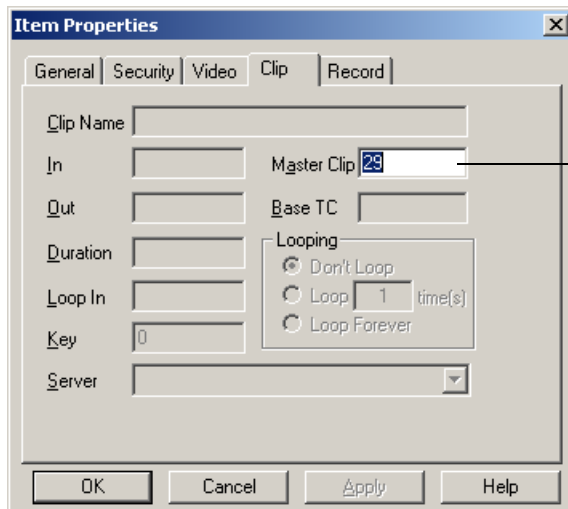 Item Properties
General Security Video Clip Record
Clip Name
In Master Clip 29
Out Base TC
Duration Looping
Don't Loop
Loop In Loop 1 time(s)
Loop Forever
Key 0
Server
OK Cancel Apply Help